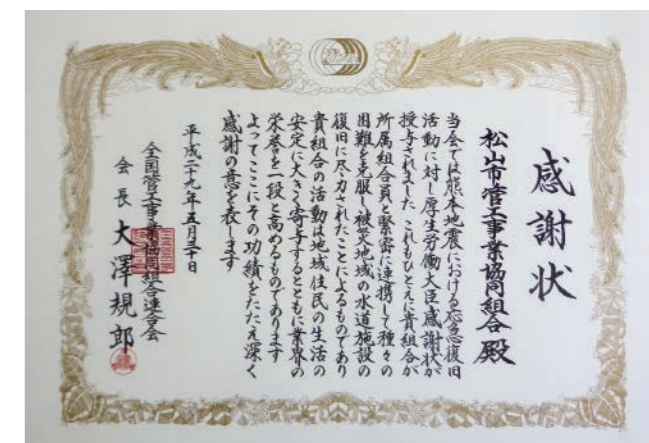 感謝状
松山市管工事業協同組合殿
当会では熊本地震における応急復旧
活動に対し厚生労働大臣感謝状が
授与されました これもひとえに貴組合が
所属組合員と緊密に連携して種々の
困難を克服し被災地域の水道施設の
復旧に尽力されたことによるものであり
貴組合の活動は地域住民の生活の
安定に大きく寄与するとともに業界の
栄誉を一段と高めるものであります
よってここにその功績をたたえ深く
感謝の意を表します
平成二十九年五月三十日
全国管工事業協同組合連合会
会長 大澤規郎